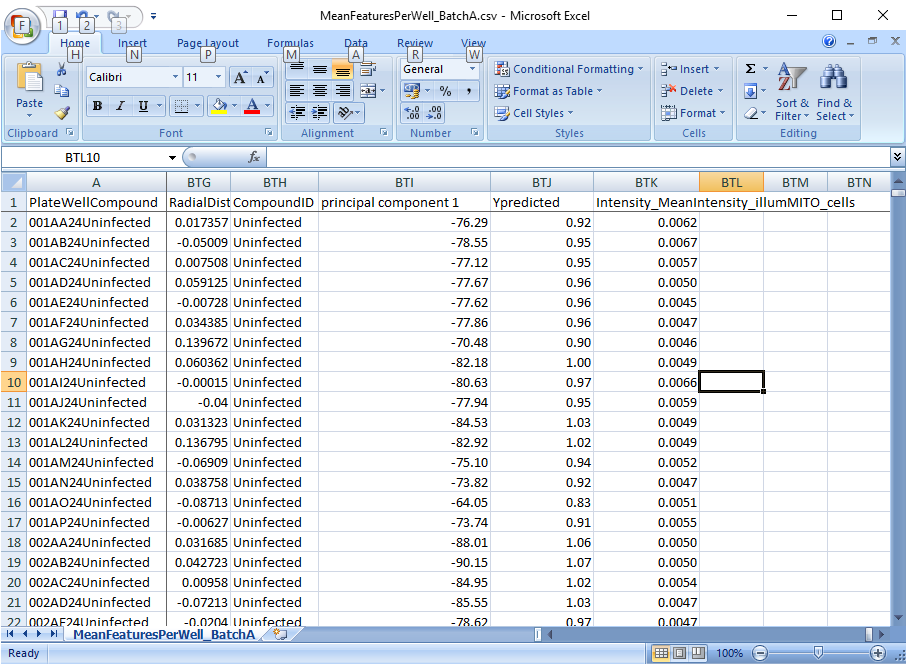 MeanFeaturesPerWell_BatchA.csv - Microsoft Excel
F 1 2 3
Home Insert Page Layout Formulas Data Review View
H N P M A R W
Paste Calibri 11 General Conditional Formatting Insert Σ
B I U A % , Format as Table Delete Sort & Filter Find & Select
Cell Styles Format
Clipboard Font Alignment Number Styles Cells Editing
BTL10 fx
A BTG BTH BTI BTJ BTK BTL BTM BTN
1 PlateWellCompound RadialDist CompoundID principal component 1 Ypredicted Intensity_MeanIntensity_illumMITO_cells
2 001AA24Uninfected 0.017357 Uninfected -76.29 0.92 0.0062
3 001AB24Uninfected -0.05009 Uninfected -78.55 0.95 0.0067
4 001AC24Uninfected 0.007508 Uninfected -77.12 0.95 0.0057
5 001AD24Uninfected 0.059125 Uninfected -77.67 0.96 0.0050
6 001AE24Uninfected -0.00728 Uninfected -77.62 0.96 0.0045
7 001AF24Uninfected 0.034385 Uninfected -77.86 0.96 0.0047
8 001AG24Uninfected 0.139672 Uninfected -70.48 0.90 0.0046
9 001AH24Uninfected 0.060362 Uninfected -82.18 1.00 0.0049
10 001AI24Uninfected -0.00015 Uninfected -80.63 0.97 0.0066
11 001AJ24Uninfected -0.04 Uninfected -77.94 0.95 0.0059
12 001AK24Uninfected 0.031323 Uninfected -84.53 1.03 0.0049
13 001AL24Uninfected 0.136795 Uninfected -82.92 1.02 0.0049
14 001AM24Uninfected -0.06909 Uninfected -75.10 0.94 0.0052
15 001AN24Uninfected 0.038758 Uninfected -73.82 0.92 0.0047
16 001AO24Uninfected -0.08713 Uninfected -64.05 0.83 0.0051
17 001AP24Uninfected -0.00627 Uninfected -73.74 0.91 0.0055
18 002AA24Uninfected 0.031685 Uninfected -88.01 1.06 0.0050
19 002AB24Uninfected 0.042723 Uninfected -90.15 1.07 0.0050
20 002AC24Uninfected 0.00958 Uninfected -84.95 1.02 0.0054
21 002AD24Uninfected -0.07213 Uninfected -85.55 1.03 0.0047
22 002AE24Uninfected -0.0204 Uninfected -78.62 0.97 0.0047
MeanFeaturesPerWell_BatchA
Ready 100%